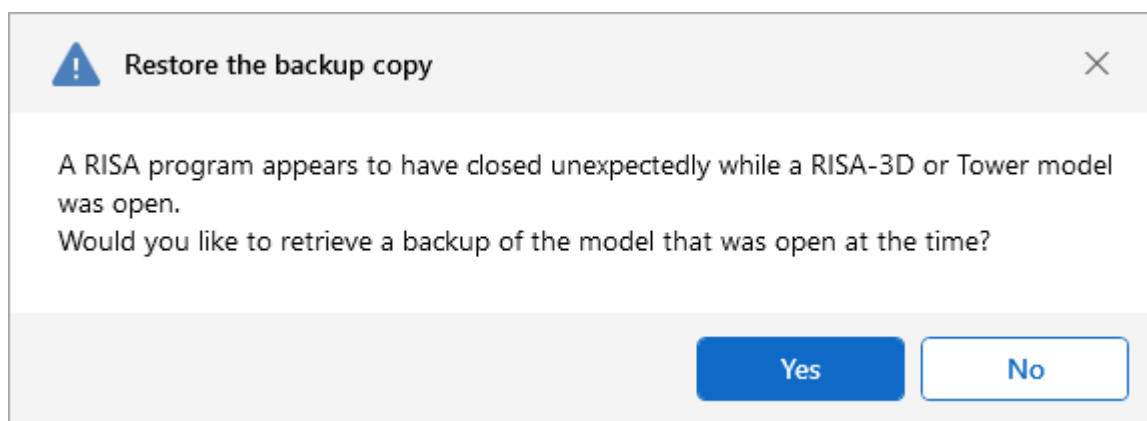 Restore the backup copy
A RISA program appears to have closed unexpectedly while a RISA-3D or Tower model
was open.
Would you like to retrieve a backup of the model that was open at the time?
Yes
No